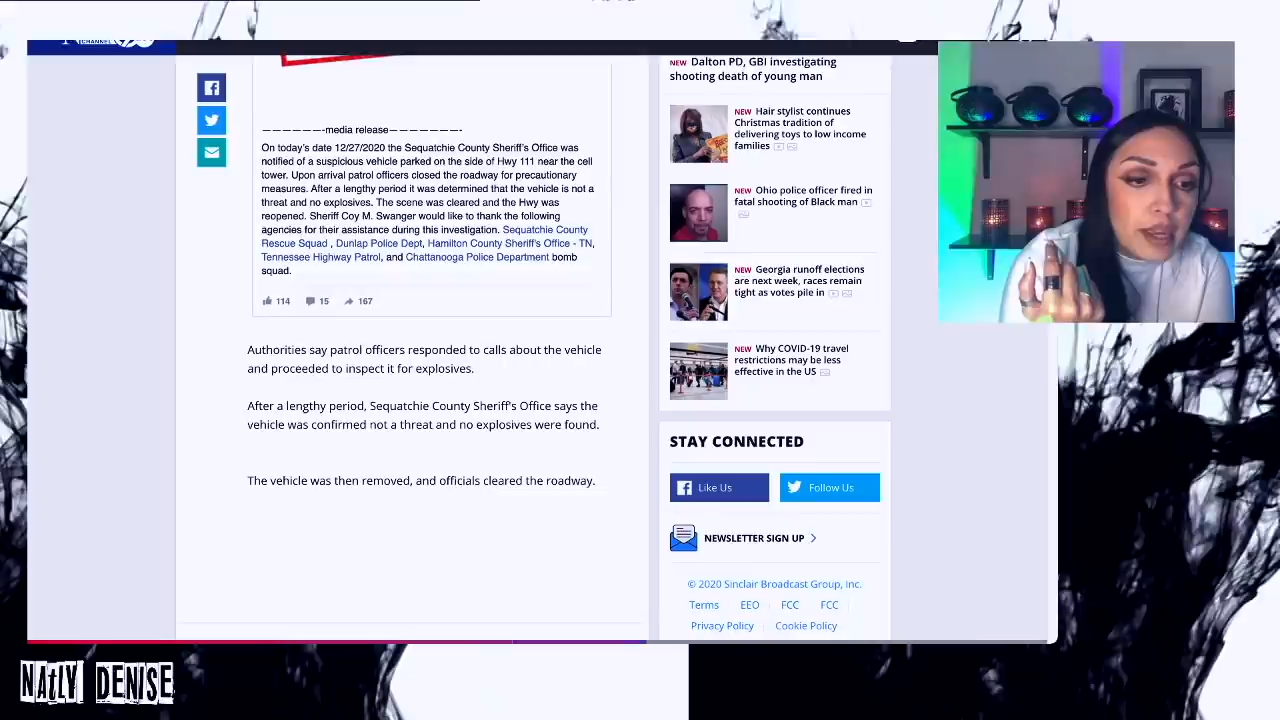 CHANNEL
———————-media release———————-
On today's date 12/27/2020 the Sequatchie County Sheriff's Office was
notified of a suspicious vehicle parked on the side of Hwy 111 near the cell
tower. Upon arrival patrol officers closed the roadway for precautionary
measures. After a lengthy period it was determined that the vehicle is not a
threat and no explosives. The scene was cleared and the Hwy was
reopened. Sheriff Coy M. Swanger would like to thank the following
agencies for their assistance during this investigation. Sequatchie County
Rescue Squad , Dunlap Police Dept, Hamilton County Sheriff's Office - TN,
Tennessee Highway Patrol, and Chattanooga Police Department bomb
squad.
114 15 167
Authorities say patrol officers responded to calls about the vehicle
and proceeded to inspect it for explosives.
After a lengthy period, Sequatchie County Sheriff's Office says the
vehicle was confirmed not a threat and no explosives were found.
The vehicle was then removed, and officials cleared the roadway.
NEW Dalton PD, GBI investigating
shooting death of young man
NEW Hair stylist continues
Christmas tradition of
delivering toys to low income
families
NEW Ohio police officer fired in
fatal shooting of Black man
NEW Georgia runoff elections
are next week, races remain
tight as votes pile in
NEW Why COVID-19 travel
restrictions may be less
effective in the US
STAY CONNECTED
Like Us
Follow Us
NEWSLETTER SIGN UP
© 2020 Sinclair Broadcast Group, Inc.
Terms EEO FCC FCC
Privacy Policy Cookie Policy
NATLY DENISE